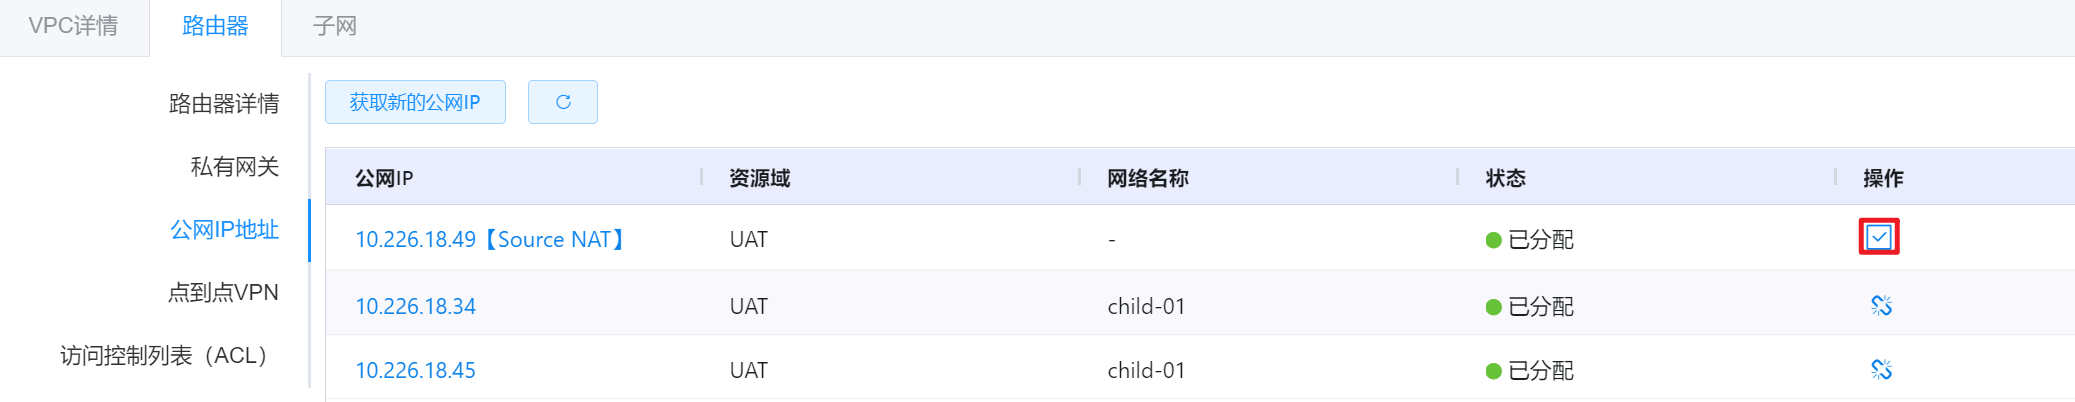 VPC详情 路由器 子网
路由器详情
私有网关
公网IP地址
点到点VPN
访问控制列表（ACL）
获取新的公网IP
公网IP 资源域 网络名称 状态 操作
10.226.18.49【Source NAT】 UAT - 已分配
10.226.18.34 UAT child-01 已分配
10.226.18.45 UAT child-01 已分配